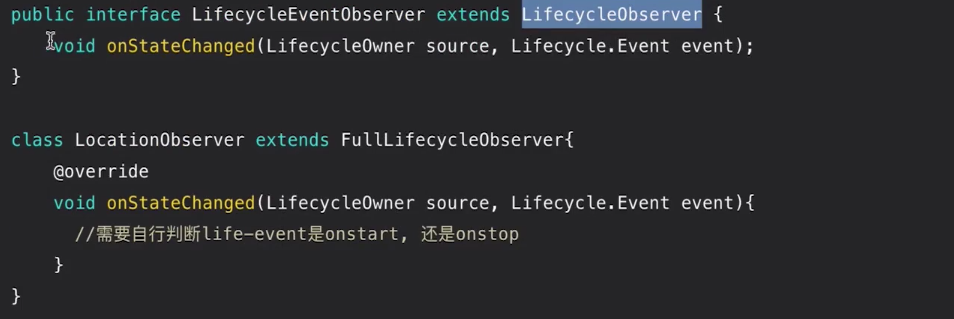 public interface LifecycleEventObserver extends LifecycleObserver {
void onStateChanged(LifecycleOwner source, Lifecycle.Event event);
}
class LocationObserver extends FullLifecycleObserver{
@override
void onStateChanged(LifecycleOwner source, Lifecycle.Event event){
//需要自行判断life-event是onstart, 还是onstop
}
}